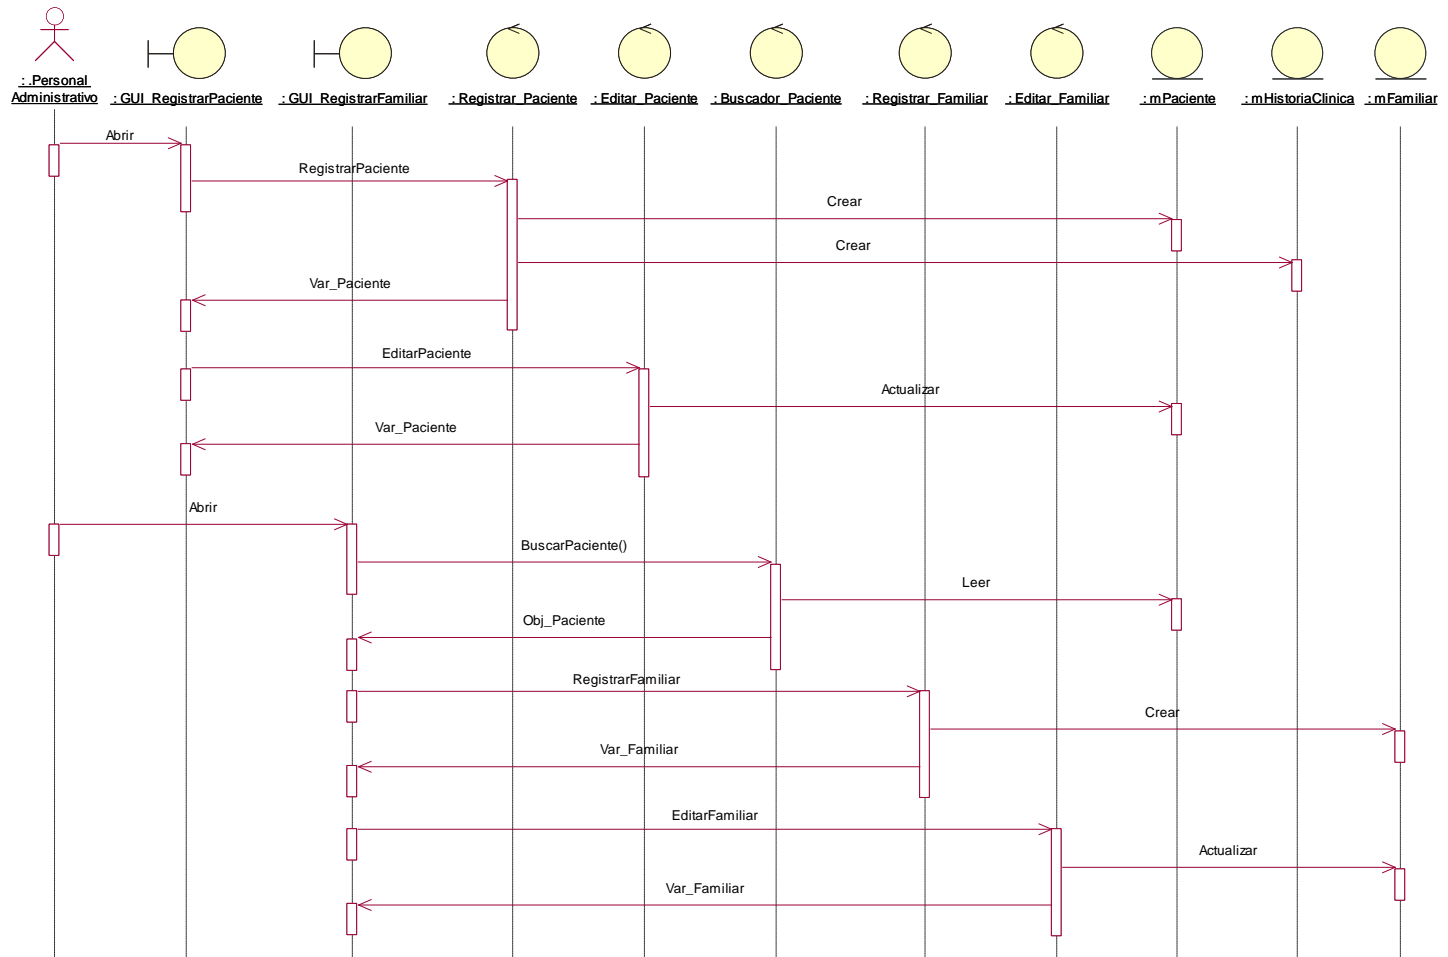 : .Personal
Administrativo
: GUI_RegistrarPaciente
: GUI_RegistrarFamiliar
: Registrar_Paciente
: Editar_Paciente
: Buscador_Paciente
: Registrar_Familiar
: Editar_Familiar
: mPaciente
: mHistoriaClinica
: mFamiliar
Abrir
RegistrarPaciente
Crear
Crear
Var_Paciente
EditarPaciente
Actualizar
Var_Paciente
Abrir
BuscarPaciente()
Leer
Obj_Paciente
RegistrarFamiliar
Crear
Var_Familiar
EditarFamiliar
Actualizar
Var_Familiar